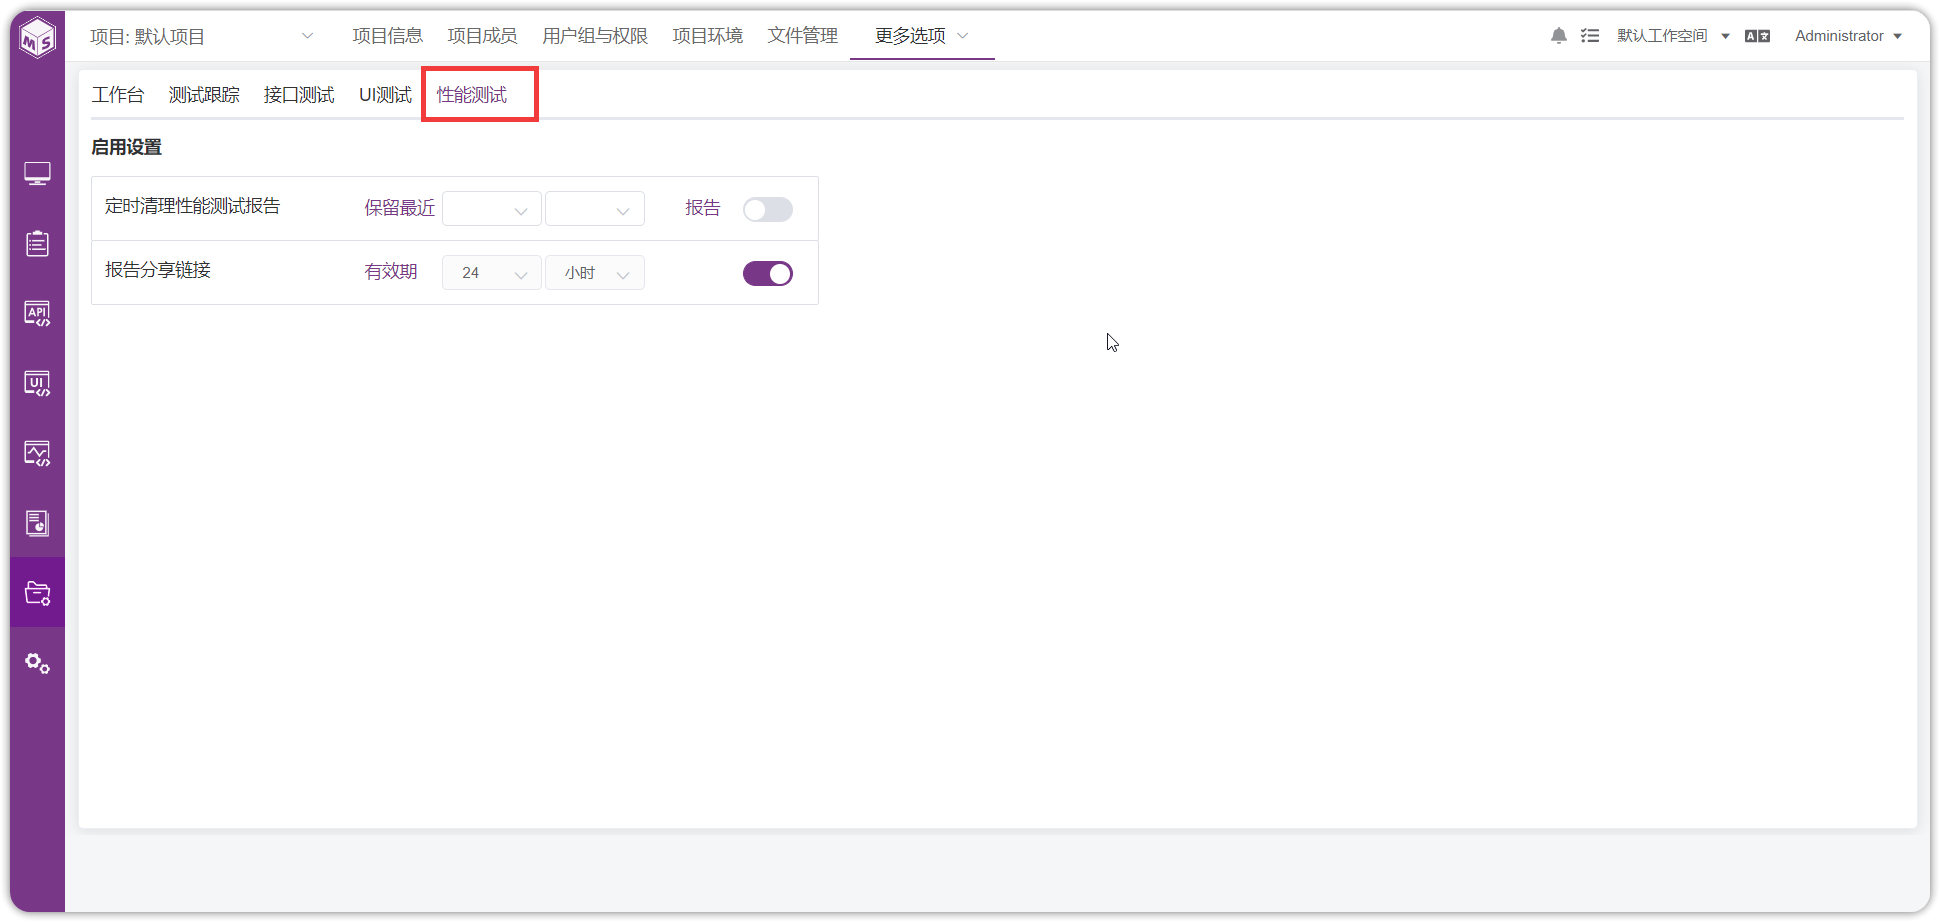 MS
项目: 默认项目 项目信息 项目成员 用户组与权限 项目环境 文件管理 更多选项 默认工作空间 A文 Administrator
工作台 测试跟踪 接口测试 UI测试 性能测试
启用设置
定时清理性能测试报告 保留最近 报告
报告分享链接 有效期 24 小时
API
UI